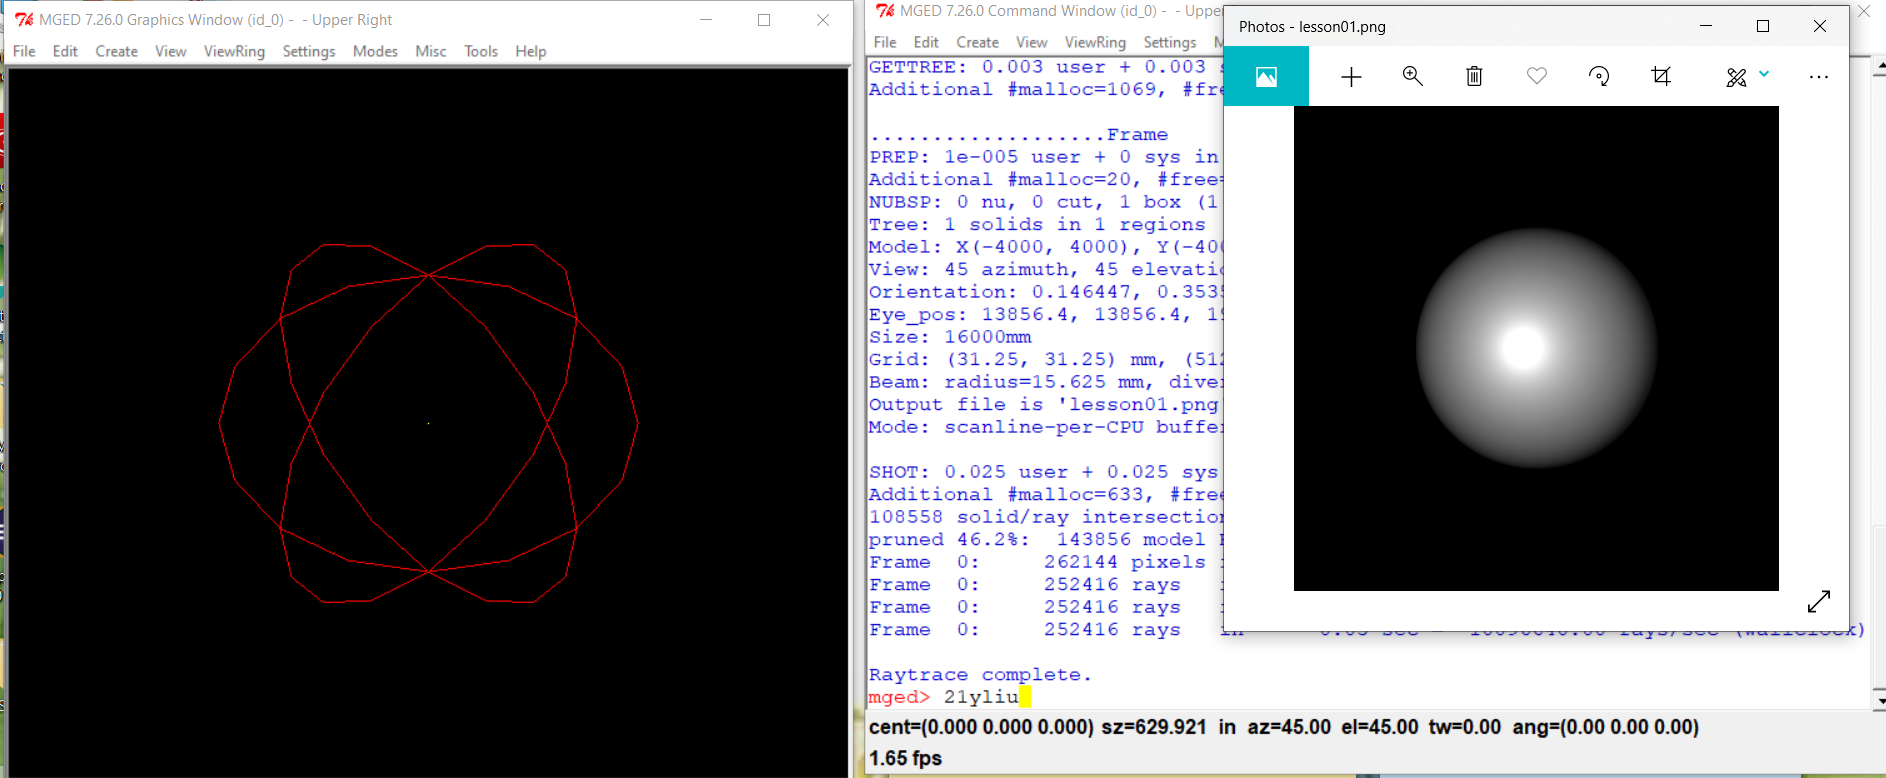 MGED 7.26.0 Graphics Window (id_0) -  - Upper Right
File Edit Create View ViewRing Settings Modes Misc Tools Help
MGED 7.26.0 Command Window (id_0) -  - Uppe
File Edit Create View ViewRing Settings M
GETTREE: 0.003 user + 0.003 s
Additional #malloc=1069, #fre
...................Frame
PREP: 1e-005 user + 0 sys in
Additional #malloc=20, #free=
NUBSP: 0 nu, 0 cut, 1 box (1
Tree: 1 solids in 1 regions
Model: X(-4000, 4000), Y(-400
View: 45 azimuth, 45 elevatio
Orientation: 0.146447, 0.3535
Eye_pos: 13856.4, 13856.4, 19
Size: 16000mm
Grid: (31.25, 31.25) mm, (512
Beam: radius=15.625 mm, diver
Output file is 'lesson01.png'
Mode: scanline-per-CPU buffer
SHOT: 0.025 user + 0.025 sys
Additional #malloc=633, #free
108558 solid/ray intersection
pruned 46.2%:  143856 model R
Frame  0:     262144 pixels
Frame  0:     252416 rays
Frame  0:     252416 rays
Frame  0:     252416 rays   in
Raytrace complete.
mged> 21yliu
cent=(0.000 0.000 0.000) sz=629.921 in az=45.00 el=45.00 tw=0.00 ang=(0.00 0.00 0.00)
1.65 fps
Photos - lesson01.png